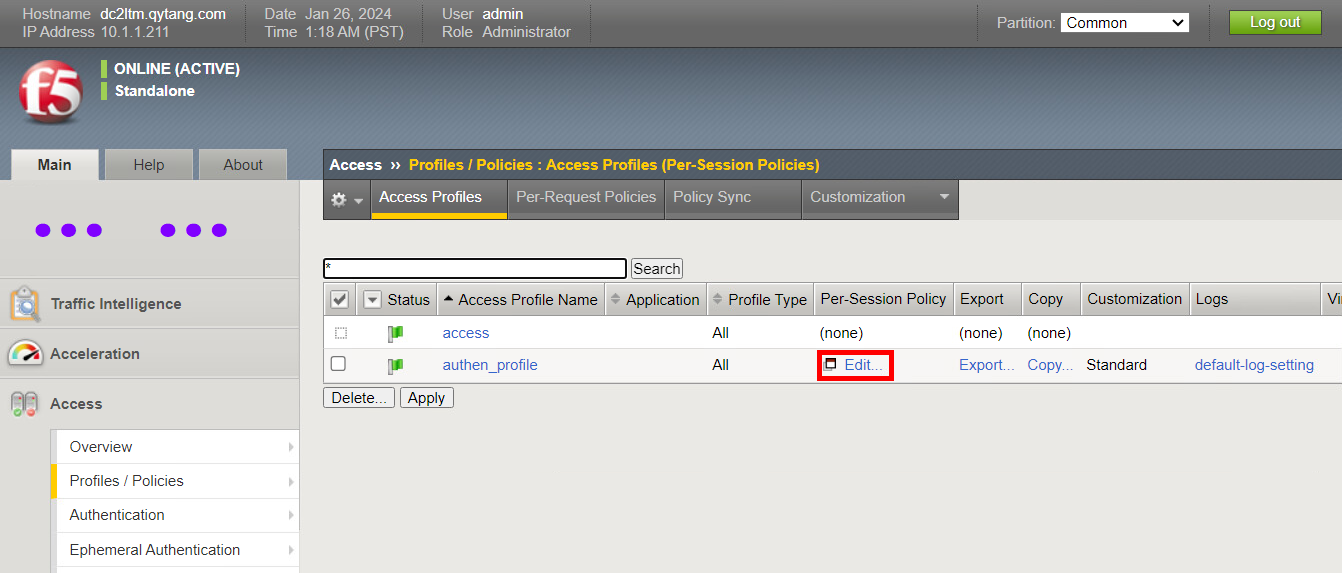 Hostname dc2ltm.qytang.com Date Jan 26, 2024 User admin
IP Address 10.1.1.211 Time 1:18 AM (PST) Role Administrator
Partition: Common Log out
f5
ONLINE (ACTIVE)
Standalone
Main Help About
Access ›› Profiles / Policies : Access Profiles (Per-Session Policies)
Access Profiles Per-Request Policies Policy Sync Customization
Traffic Intelligence
Acceleration
Access
Overview
Profiles / Policies
Authentication
Ephemeral Authentication
* Search
Status Access Profile Name Application Profile Type Per-Session Policy Export Copy Customization Logs
access All (none) (none) (none)
authen_profile All Edit... Export... Copy... Standard default-log-setting
Delete... Apply